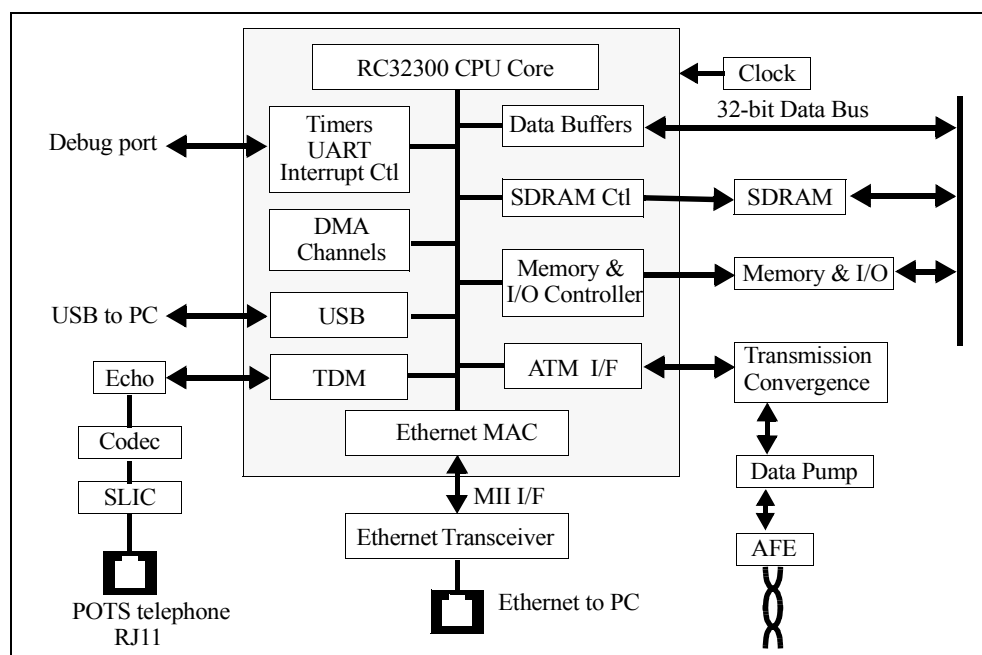 RC32300 CPU Core
Clock
32-bit Data Bus
Debug port
Timers
UART
Interrupt Ctl
Data Buffers
SDRAM Ctl
SDRAM
DMA
Channels
Memory &
I/O Controller
Memory & I/O
USB to PC
USB
Echo
TDM
ATM I/F
Transmission
Convergence
Codec
Ethernet MAC
Data Pump
SLIC
MII I/F
Ethernet Transceiver
AFE
POTS telephone
RJ11
Ethernet to PC